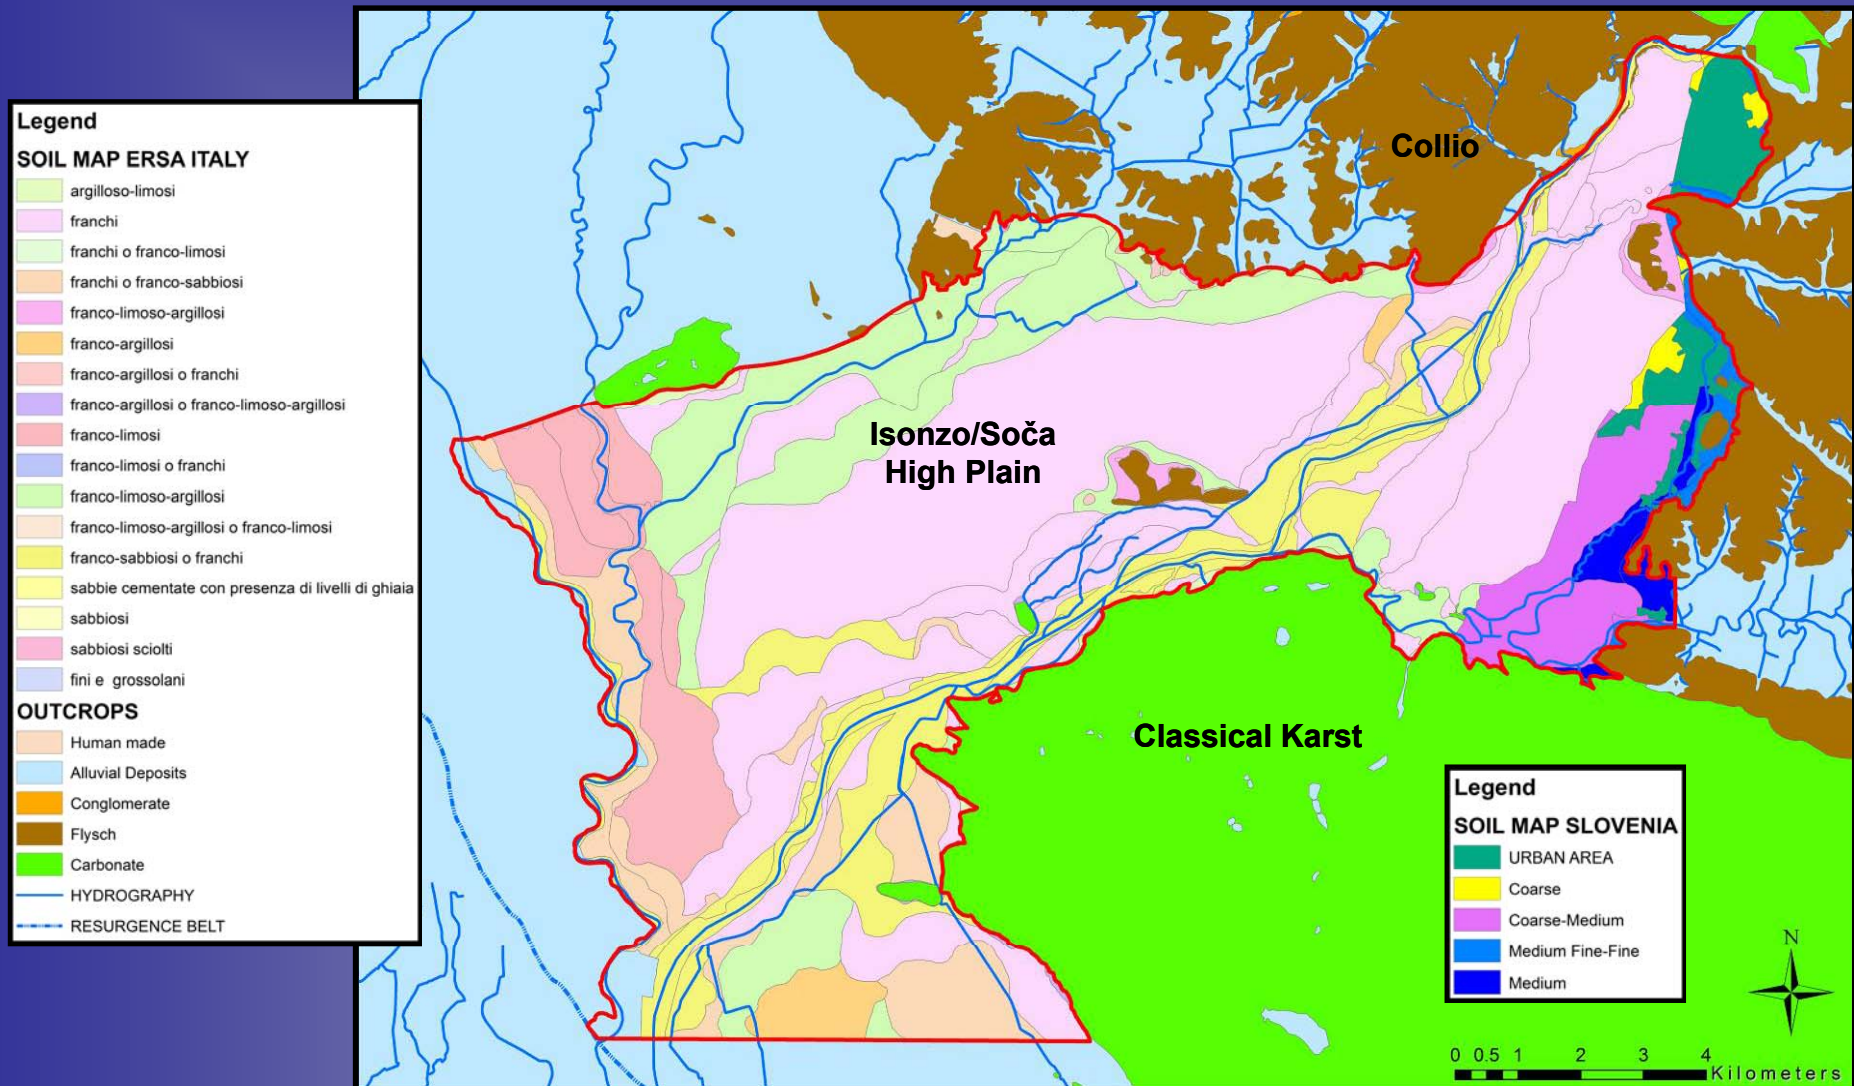 Legend
SOIL MAP ERSA ITALY
argilloso-limosi
franchi
franchi o franco-limosi
franchi o franco-sabbiosi
franco-limoso-argillosi
franco-argillosi
franco-argillosi o franchi
franco-argillosi o franco-limoso-argillosi
franco-limosi
franco-limosi o franchi
franco-limoso-argillosi
franco-limoso-argillosi o franco-limosi
franco-sabbiosi o franchi
sabbie cementate con presenza di livelli di ghiaia
sabbiosi
sabbiosi sciolti
fini e grossolani
OUTCROPS
Human made
Alluvial Deposits
Conglomerate
Flysch
Carbonate
HYDROGRAPHY
RESURGENCE BELT
Collio
Isonzo/Soča
High Plain
Classical Karst
Legend
SOIL MAP SLOVENIA
URBAN AREA
Coarse
Coarse-Medium
Medium Fine-Fine
Medium
N
0 0.5 1 2 3 4
Kilometers